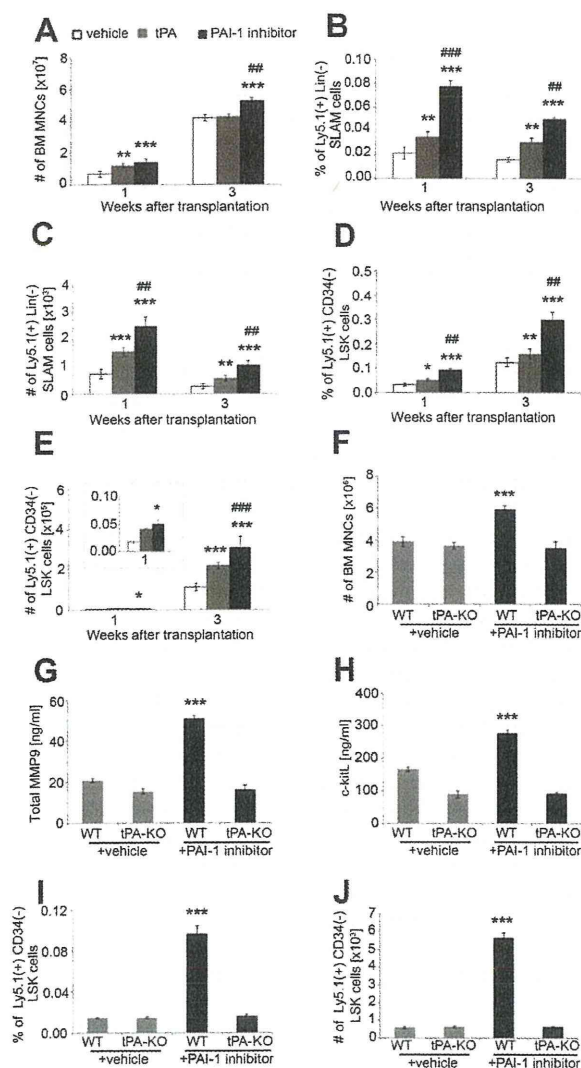 A
vehicle tPA PAI-1 inhibitor
# of BM MNCs [x10⁷]
8
6
4
2
0
** ***
##
***
1 3
Weeks after transplantation
B
% of Ly5.1(+) Lin(-)
SLAM cells
0.10
0.08
0.06
0.04
0.02
0.00
**
###
***
**
##
***
1 3
Weeks after transplantation
C
# of Ly5.1(+) Lin(-)
SLAM cells [x10³]
4
3
2
1
0
***
##
***
**
##
***
1 3
Weeks after transplantation
D
% of Ly5.1(+) CD34(-)
LSK cells
0.5
0.4
0.3
0.2
0.1
0.0
*
##
***
**
##
***
1 3
Weeks after transplantation
E
# of Ly5.1(+) CD34(-)
LSK cells
6
4
2
0
0.10
0.05
0.00
*
1
*
***
###
***
1 3
Weeks after transplantation
F
# of BM MNCs [x10⁶]
8
6
4
2
0
***
WT tPA-KO WT tPA-KO
+vehicle +PAI-1 inhibitor
G
Total MMP9 [ng/ml]
60
40
20
0
***
WT tPA-KO WT tPA-KO
+vehicle +PAI-1 inhibitor
H
c-kitL [ng/ml]
400
300
200
100
0
***
WT tPA-KO WT tPA-KO
+vehicle +PAI-1 inhibitor
I
% of Ly5.1(+) CD34(-)
LSK cells
0.12
0.08
0.04
0.00
***
WT tPA-KO WT tPA-KO
+vehicle +PAI-1 inhibitor
J
# of Ly5.1(+) CD34(-)
LSK cells [x10³]
7
6
5
4
3
2
1
0
***
WT tPA-KO WT tPA-KO
+vehicle +PAI-1 inhibitor